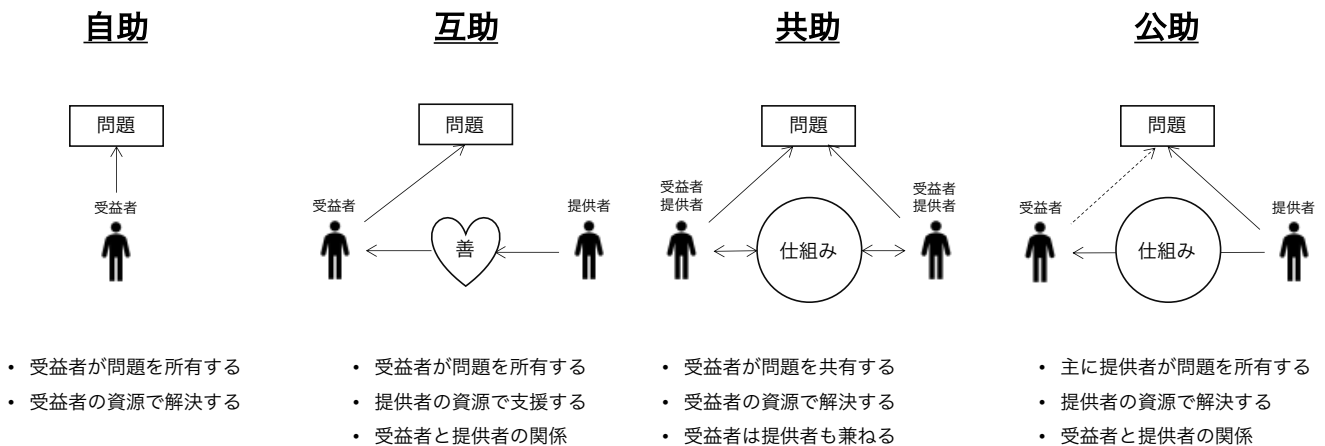 自助
問題
受益者
• 受益者が問題を所有する
• 受益者の資源で解決する
互助
問題
受益者
善
提供者
• 受益者が問題を所有する
• 提供者の資源で支援する
• 受益者と提供者の関係
共助
問題
受益者
提供者
仕組み
受益者
提供者
• 受益者が問題を共有する
• 受益者の資源で解決する
• 受益者は提供者も兼ねる
公助
問題
受益者
仕組み
提供者
• 主に提供者が問題を所有する
• 提供者の資源で解決する
• 受益者と提供者の関係